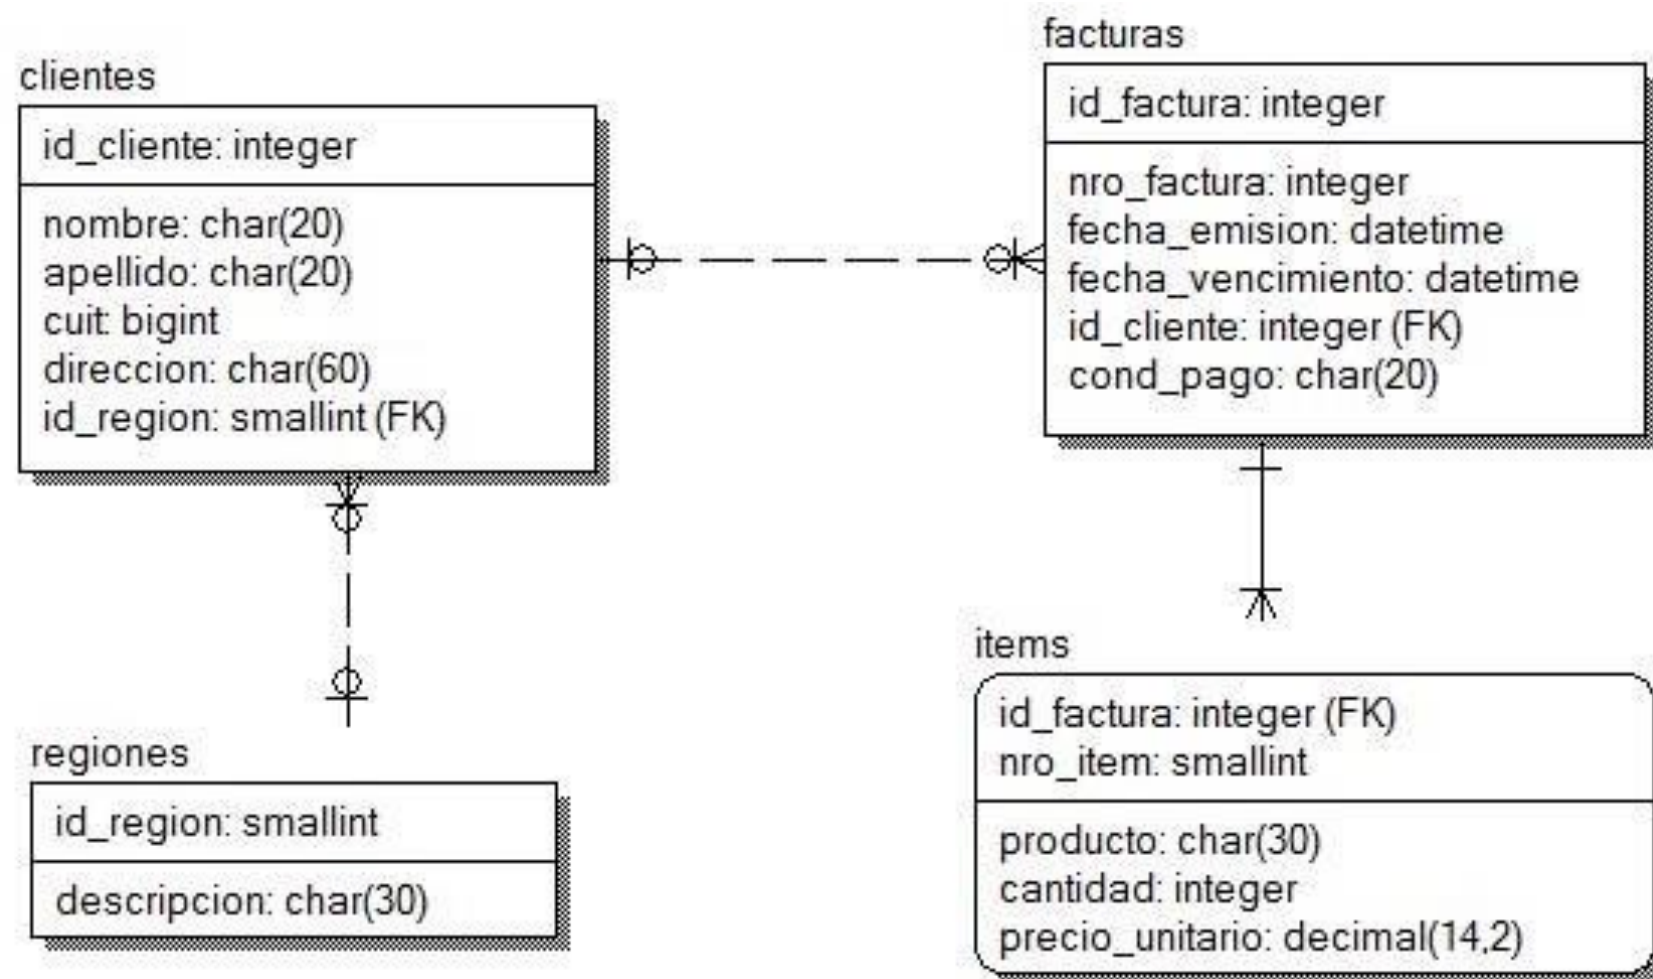 clientes
id_cliente: integer
nombre: char(20)
apellido: char(20)
cuit: bigint
direccion: char(60)
id_region: smallint (FK)
facturas
id_factura: integer
nro_factura: integer
fecha_emision: datetime
fecha_vencimiento: datetime
id_cliente: integer (FK)
cond_pago: char(20)
regiones
id_region: smallint
descripcion: char(30)
items
id_factura: integer (FK)
nro_item: smallint
producto: char(30)
cantidad: integer
precio_unitario: decimal(14,2)